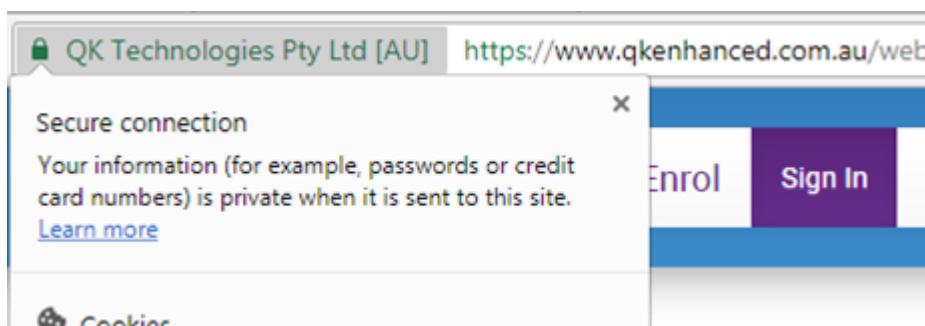 QK Technologies Pty Ltd [AU] https://www.qkenhanced.com.au/web
Secure connection
Your information (for example, passwords or credit
card numbers) is private when it is sent to this site.
Learn more
Enrol
Sign In
Cookies